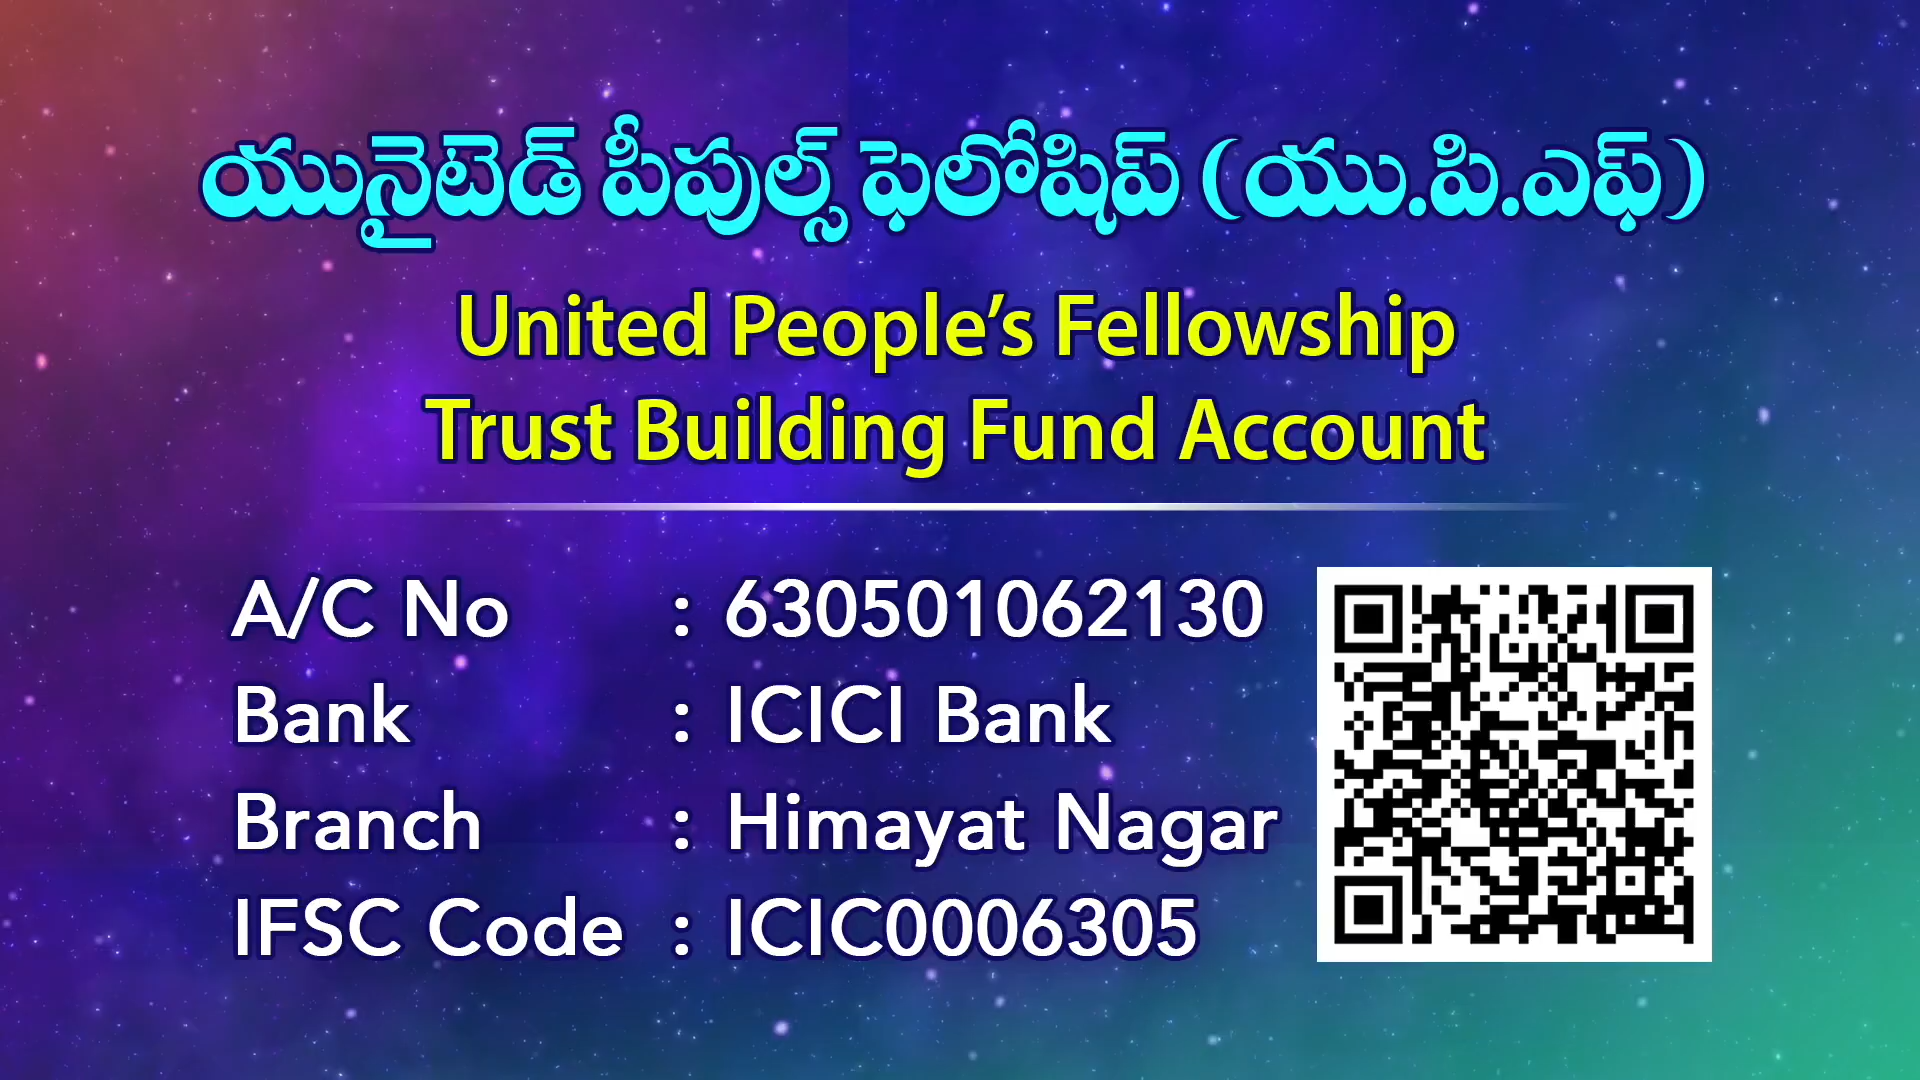 యునైటెడ్ పీపుల్స్ ఫెలోషిప్ (యు.పి.ఎఫ్)
United People’s Fellowship
Trust Building Fund Account
A/C No : 630501062130
Bank : ICICI Bank
Branch : Himayat Nagar
IFSC Code : ICIC0006305